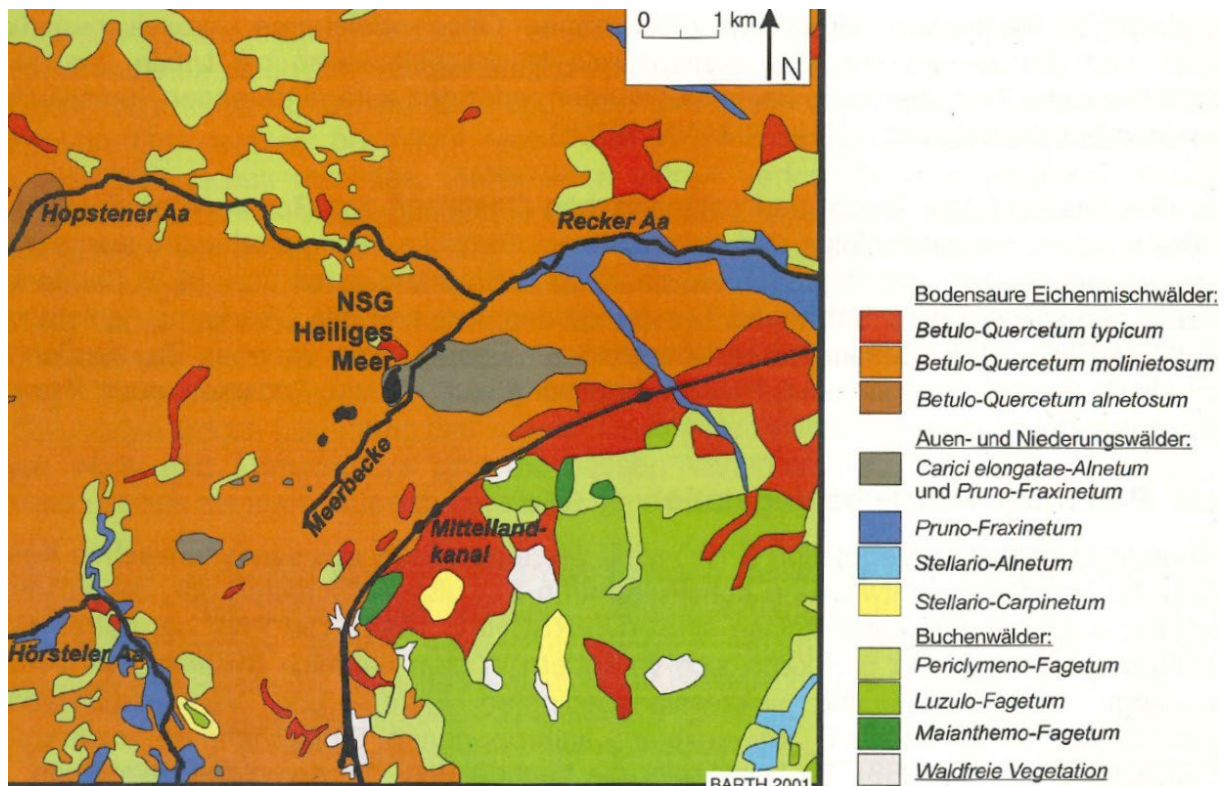 0 1 km
N
Hopstener Aa
Recker Aa
NSG
Heiliges
Meer
Meerbecke
Mittelland-
kanal
Hörsteler Aa
BARTH 2001
Bodensaure Eichenmischwälder:
Betulo-Quercetum typicum
Betulo-Quercetum molinietosum
Betulo-Quercetum alnetosum
Auen- und Niederungswälder:
Carici elongatae-Alnetum
und Pruno-Fraxinetum
Pruno-Fraxinetum
Stellario-Alnetum
Stellario-Carpinetum
Buchenwälder:
Periclymeno-Fagetum
Luzulo-Fagetum
Maianthemo-Fagetum
Waldfreie Vegetation